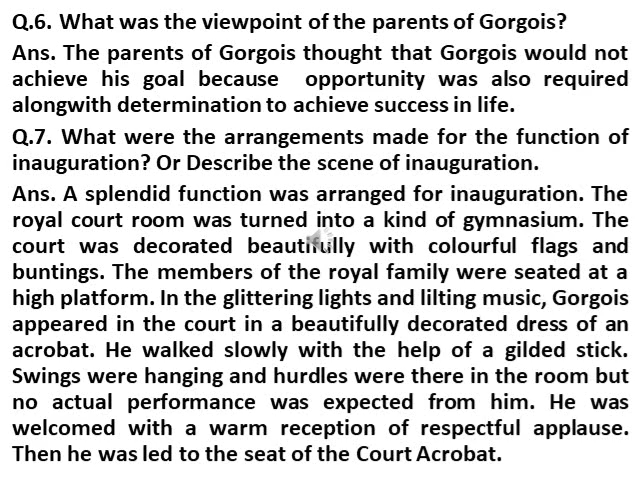 Q.6. What was the viewpoint of the parents of Gorgois?
Ans. The parents of Gorgois thought that Gorgois would not
achieve his goal because opportunity was also required
alongwith determination to achieve success in life.
Q.7. What were the arrangements made for the function of
inauguration? Or Describe the scene of inauguration.
Ans. A splendid function was arranged for inauguration. The
royal court room was turned into a kind of gymnasium. The
court was decorated beautifully with colourful flags and
buntings. The members of the royal family were seated at a
high platform. In the glittering lights and lilting music, Gorgois
appeared in the court in a beautifully decorated dress of an
acrobat. He walked slowly with the help of a gilded stick.
Swings were hanging and hurdles were there in the room but
no actual performance was expected from him. He was
welcomed with a warm reception of respectful applause.
Then he was led to the seat of the Court Acrobat.